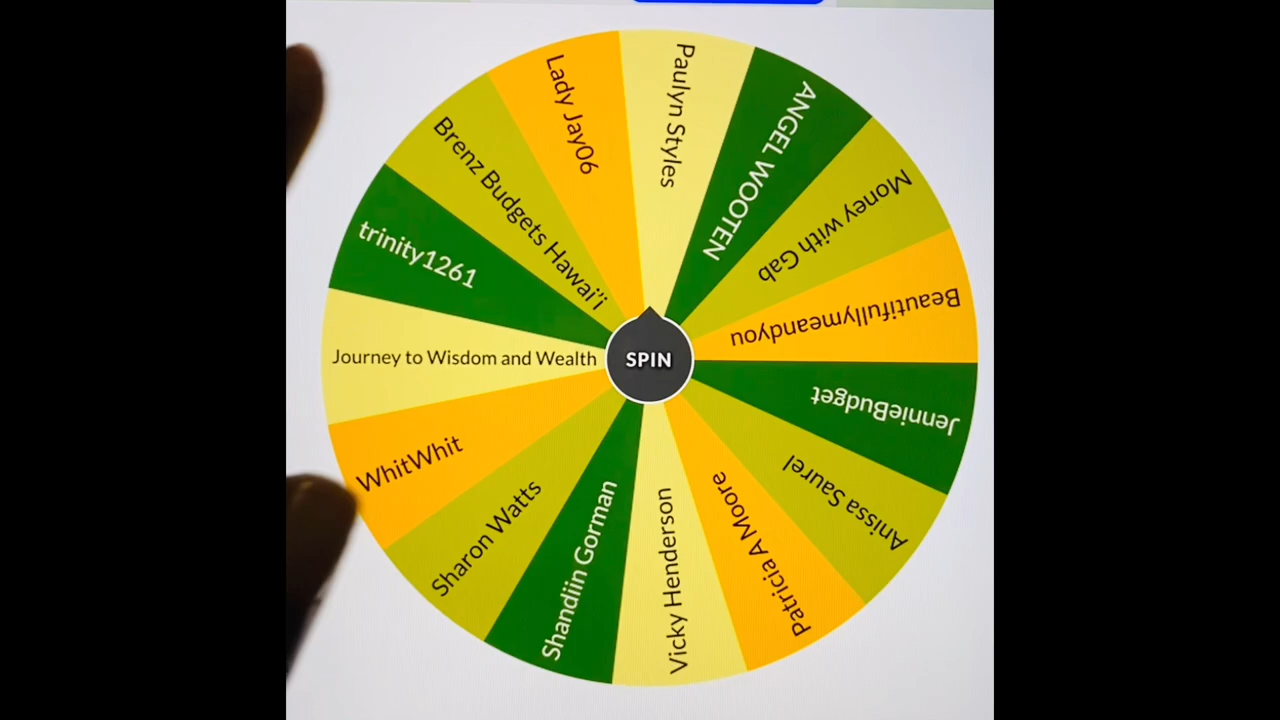 Paulyn Styles
ANGEL WOOTEN
Money with Gab
Beautifullymeandyou
JennieBudget
Anissa Saurel
Patricia A Moore
Vicky Henderson
Shandiin Gorman
Sharon Watts
WhitWhit
Journey to Wisdom and Wealth
trinity1261
Brenz Budgets Hawai'i
Lady Jay06
SPIN